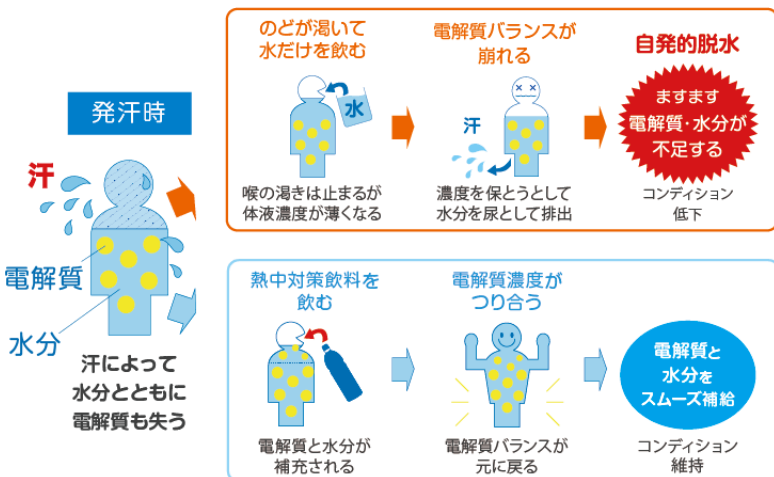 発汗時
汗
電解質
水分
汗によって
水分とともに
電解質も失う
のどが渇いて
水だけを飲む
水
喉の渇きは止まるが
体液濃度が薄くなる
電解質バランスが
崩れる
汗
濃度を保とうとして
水分を尿として排出
自発的脱水
ますます
電解質・水分が
不足する
コンディション
低下
熱中対策飲料を
飲む
電解質と水分が
補充される
電解質濃度が
つり合う
電解質バランスが
元に戻る
電解質と
水分を
スムーズ補給
コンディション
維持